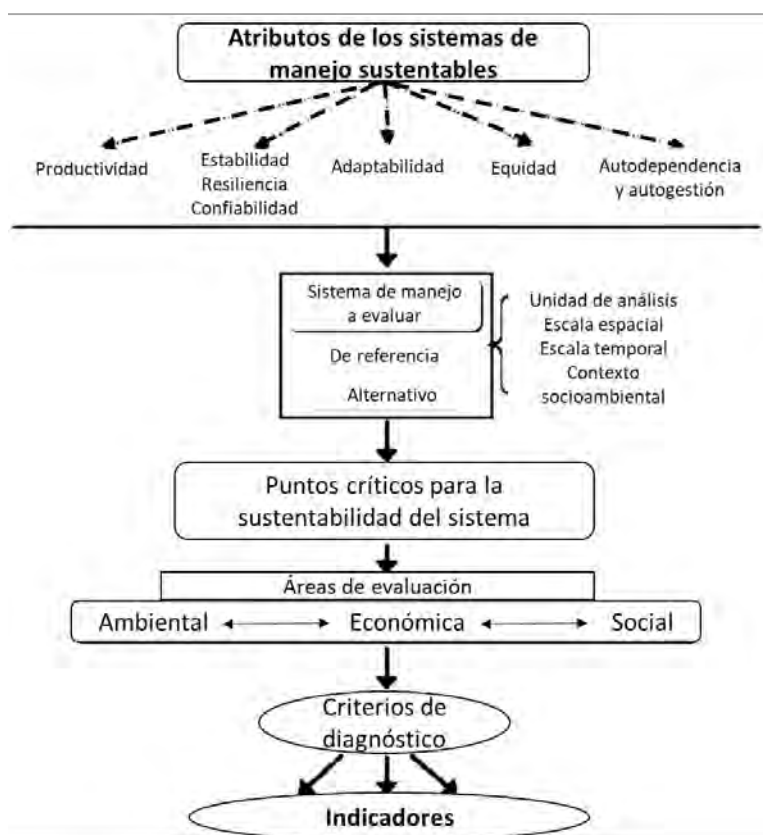 Atributos de los sistemas de
manejo sustentables
Productividad
Estabilidad
Resiliencia
Confiabilidad
Adaptabilidad
Equidad
Autodependencia
y autogestión
Sistema de manejo
a evaluar
De referencia
Alternativo
Unidad de análisis
Escala espacial
Escala temporal
Contexto
socioambiental
Puntos críticos para la
sustentabilidad del sistema
Áreas de evaluación
Ambiental
Económica
Social
Criterios de
diagnóstico
Indicadores